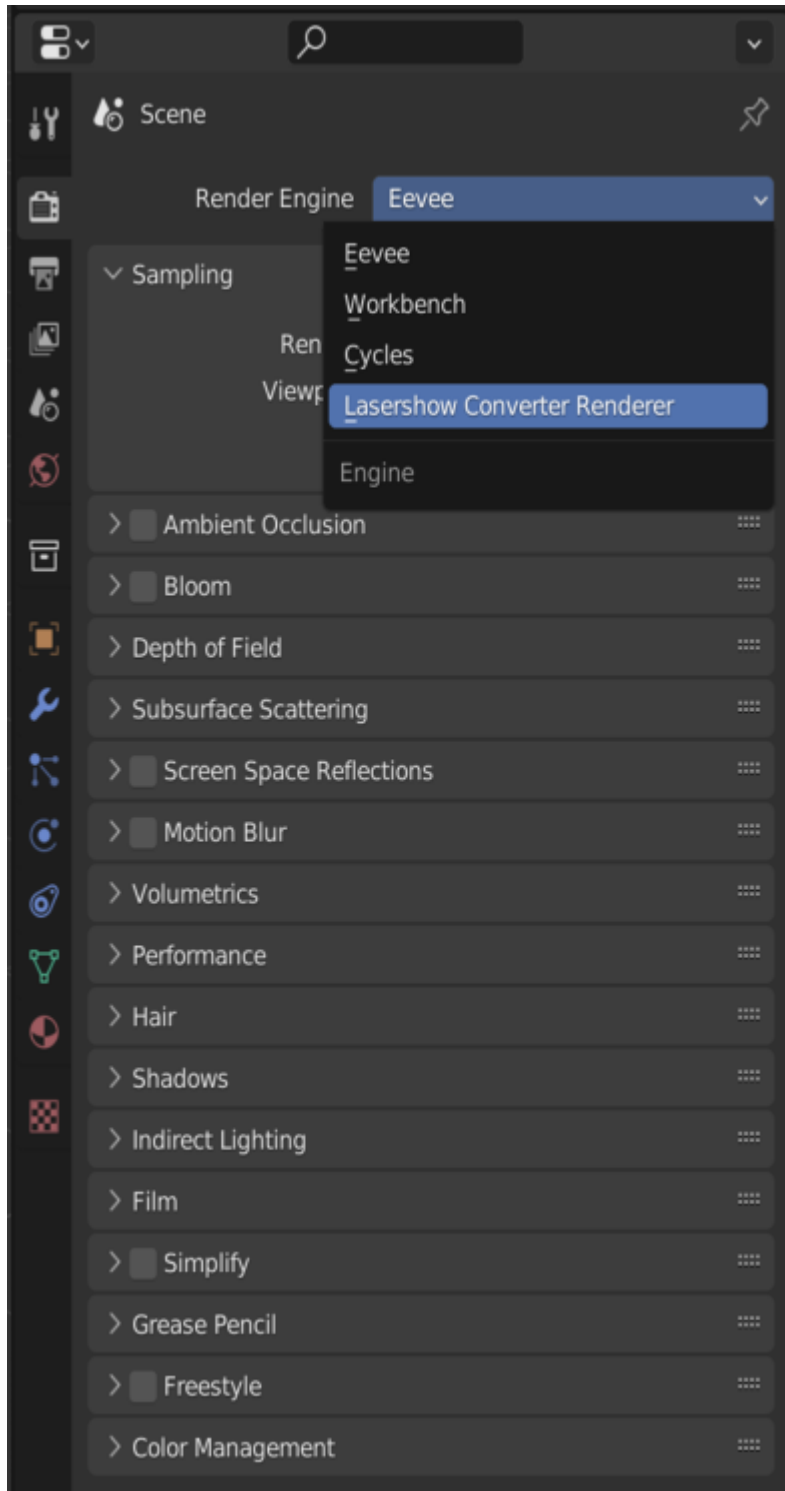 Scene
Render Engine Eevee
Eevee
Sampling
Workbench
Ren
Cycles
Viewp
Lasershow Converter Renderer
Engine
Ambient Occlusion
Bloom
Depth of Field
Subsurface Scattering
Screen Space Reflections
Motion Blur
Volumetrics
Performance
Hair
Shadows
Indirect Lighting
Film
Simplify
Grease Pencil
Freestyle
Color Management